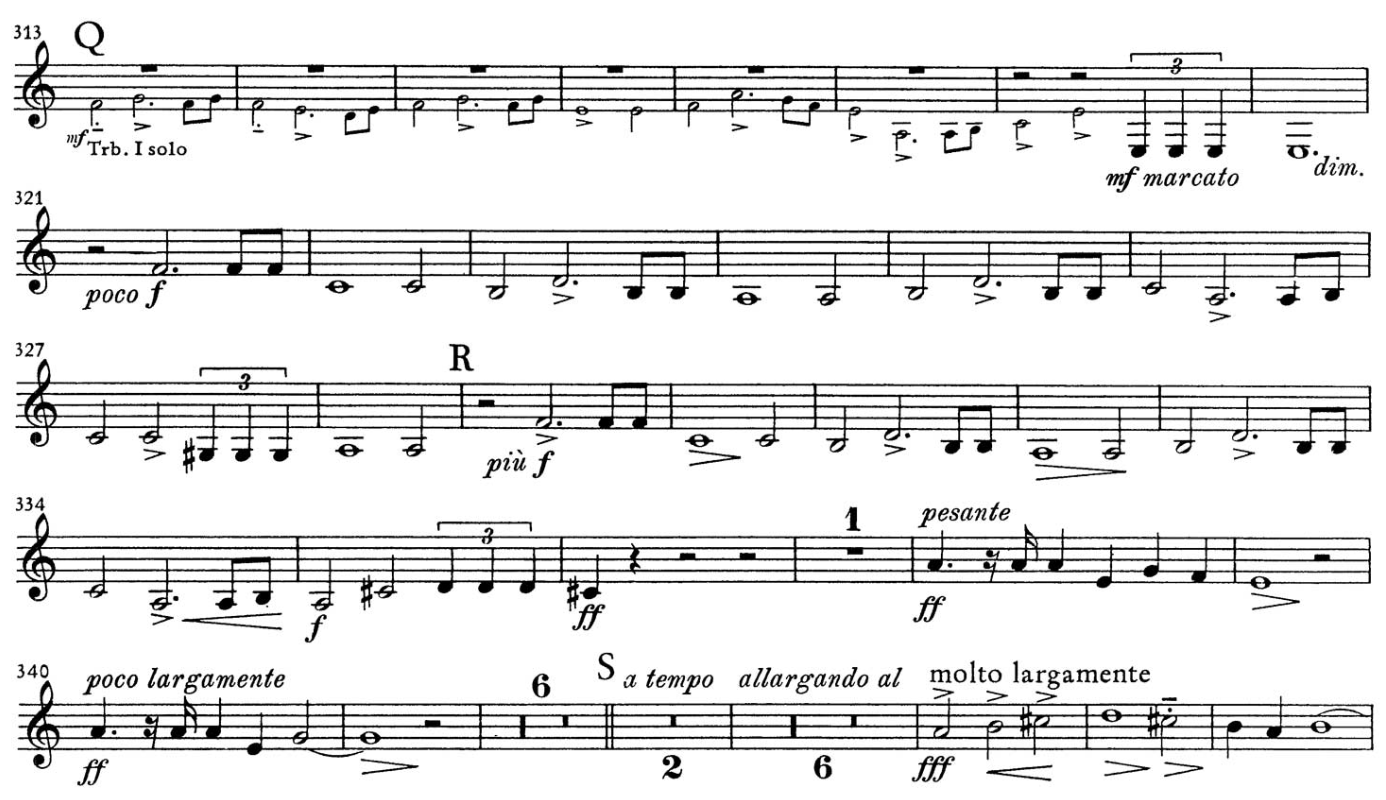 313 Q
3
mf Trb. I solo
mf marcato dim.
321
poco f
327 R
3
più f
334 pesante
3 1
f ff ff
340 poco largamente S a tempo allargando al molto largamente
6
ff 2 6 fff